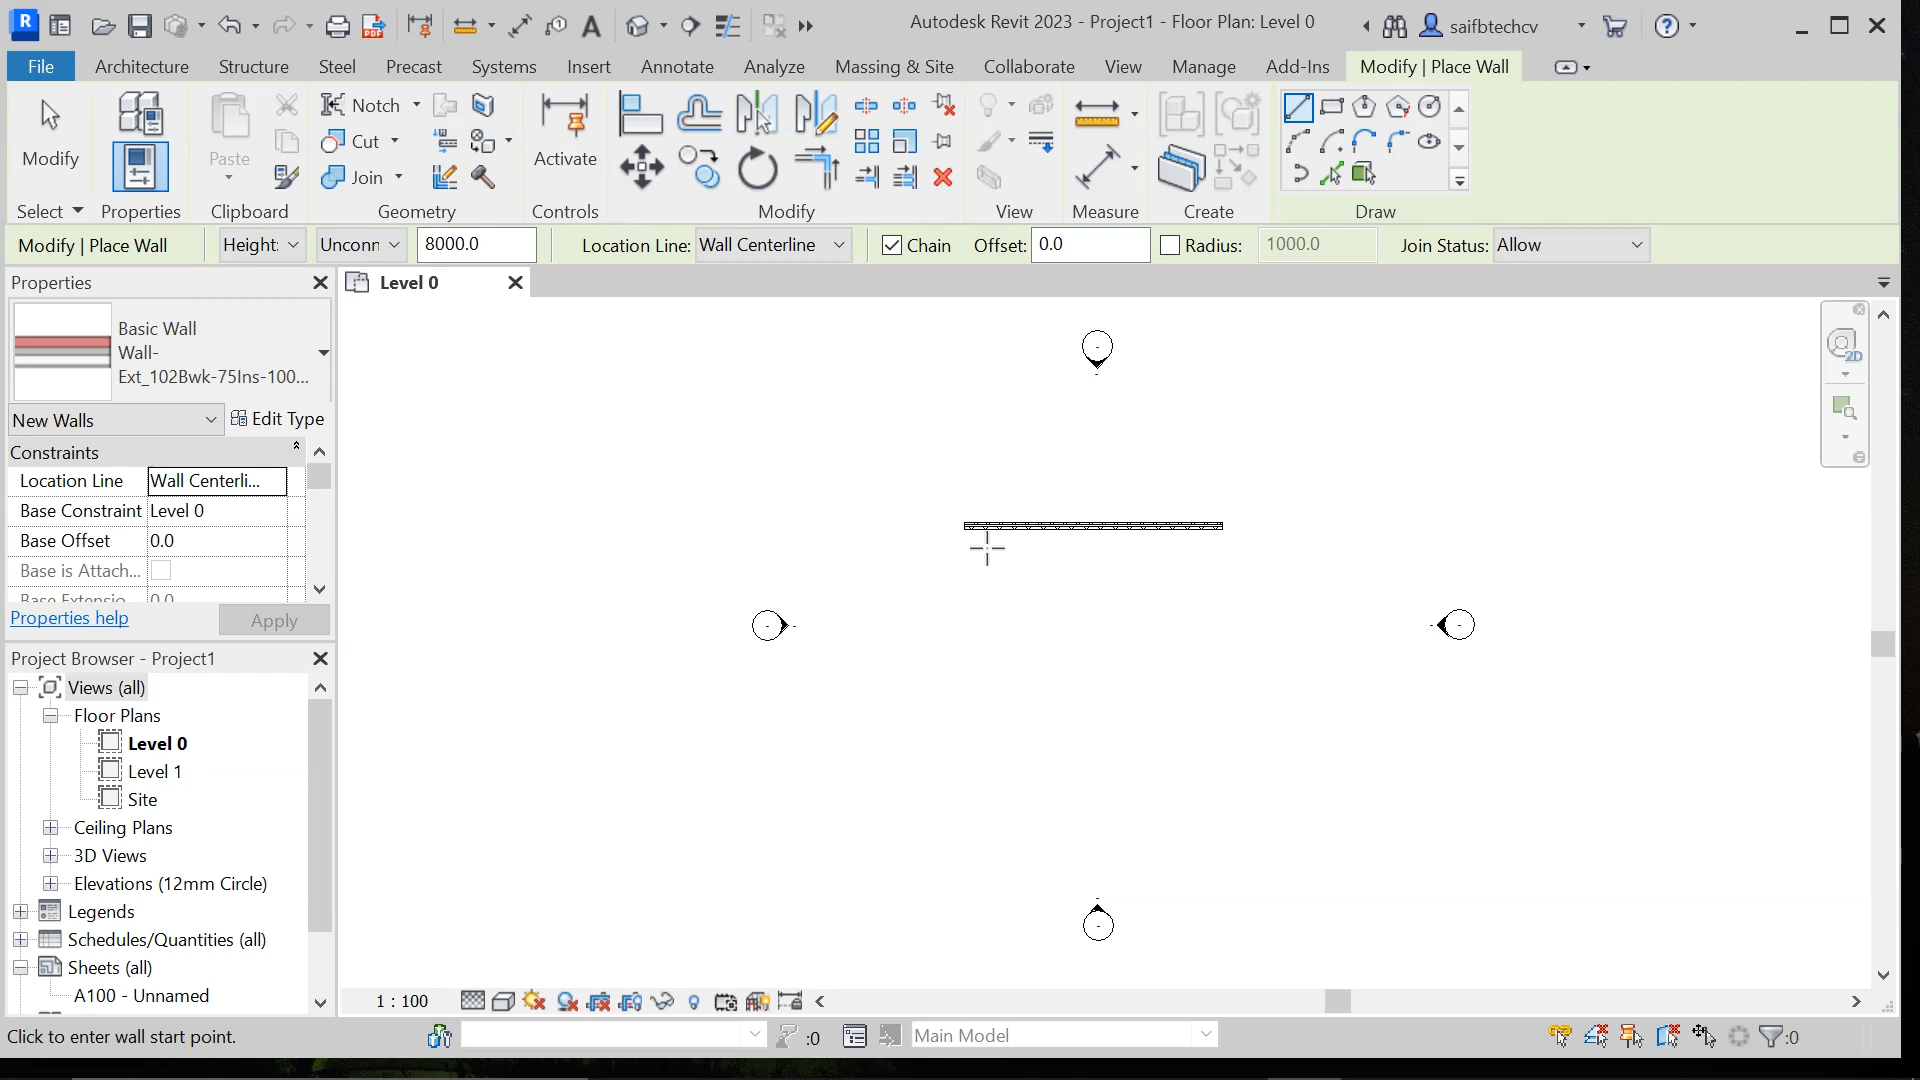 Autodesk Revit 2023 - Project1 - Floor Plan: Level 0
saifbtechcv
File Architecture Structure Steel Precast Systems Insert Annotate Analyze Massing & Site Collaborate View Manage Add-Ins Modify | Place Wall
Modify
Paste
Notch
Cut
Join
Activate
Select Properties Clipboard Geometry Controls Modify View Measure Create Draw
Modify | Place Wall Height: Unconn 8000.0 Location Line: Wall Centerline Chain Offset: 0.0 Radius: 1000.0 Join Status: Allow
Properties
Level 0
Basic Wall
Wall-
Ext_102Bwk-75Ins-100...
New Walls Edit Type
Constraints
Location Line Wall Centerli...
Base Constraint Level 0
Base Offset 0.0
Base is Attach...
Base Extensio 0.0
Properties help Apply
Project Browser - Project1
Views (all)
Floor Plans
Level 0
Level 1
Site
Ceiling Plans
3D Views
Elevations (12mm Circle)
Legends
Schedules/Quantities (all)
Sheets (all)
A100 - Unnamed
2D
1 : 100
Click to enter wall start point. :0 Main Model :0